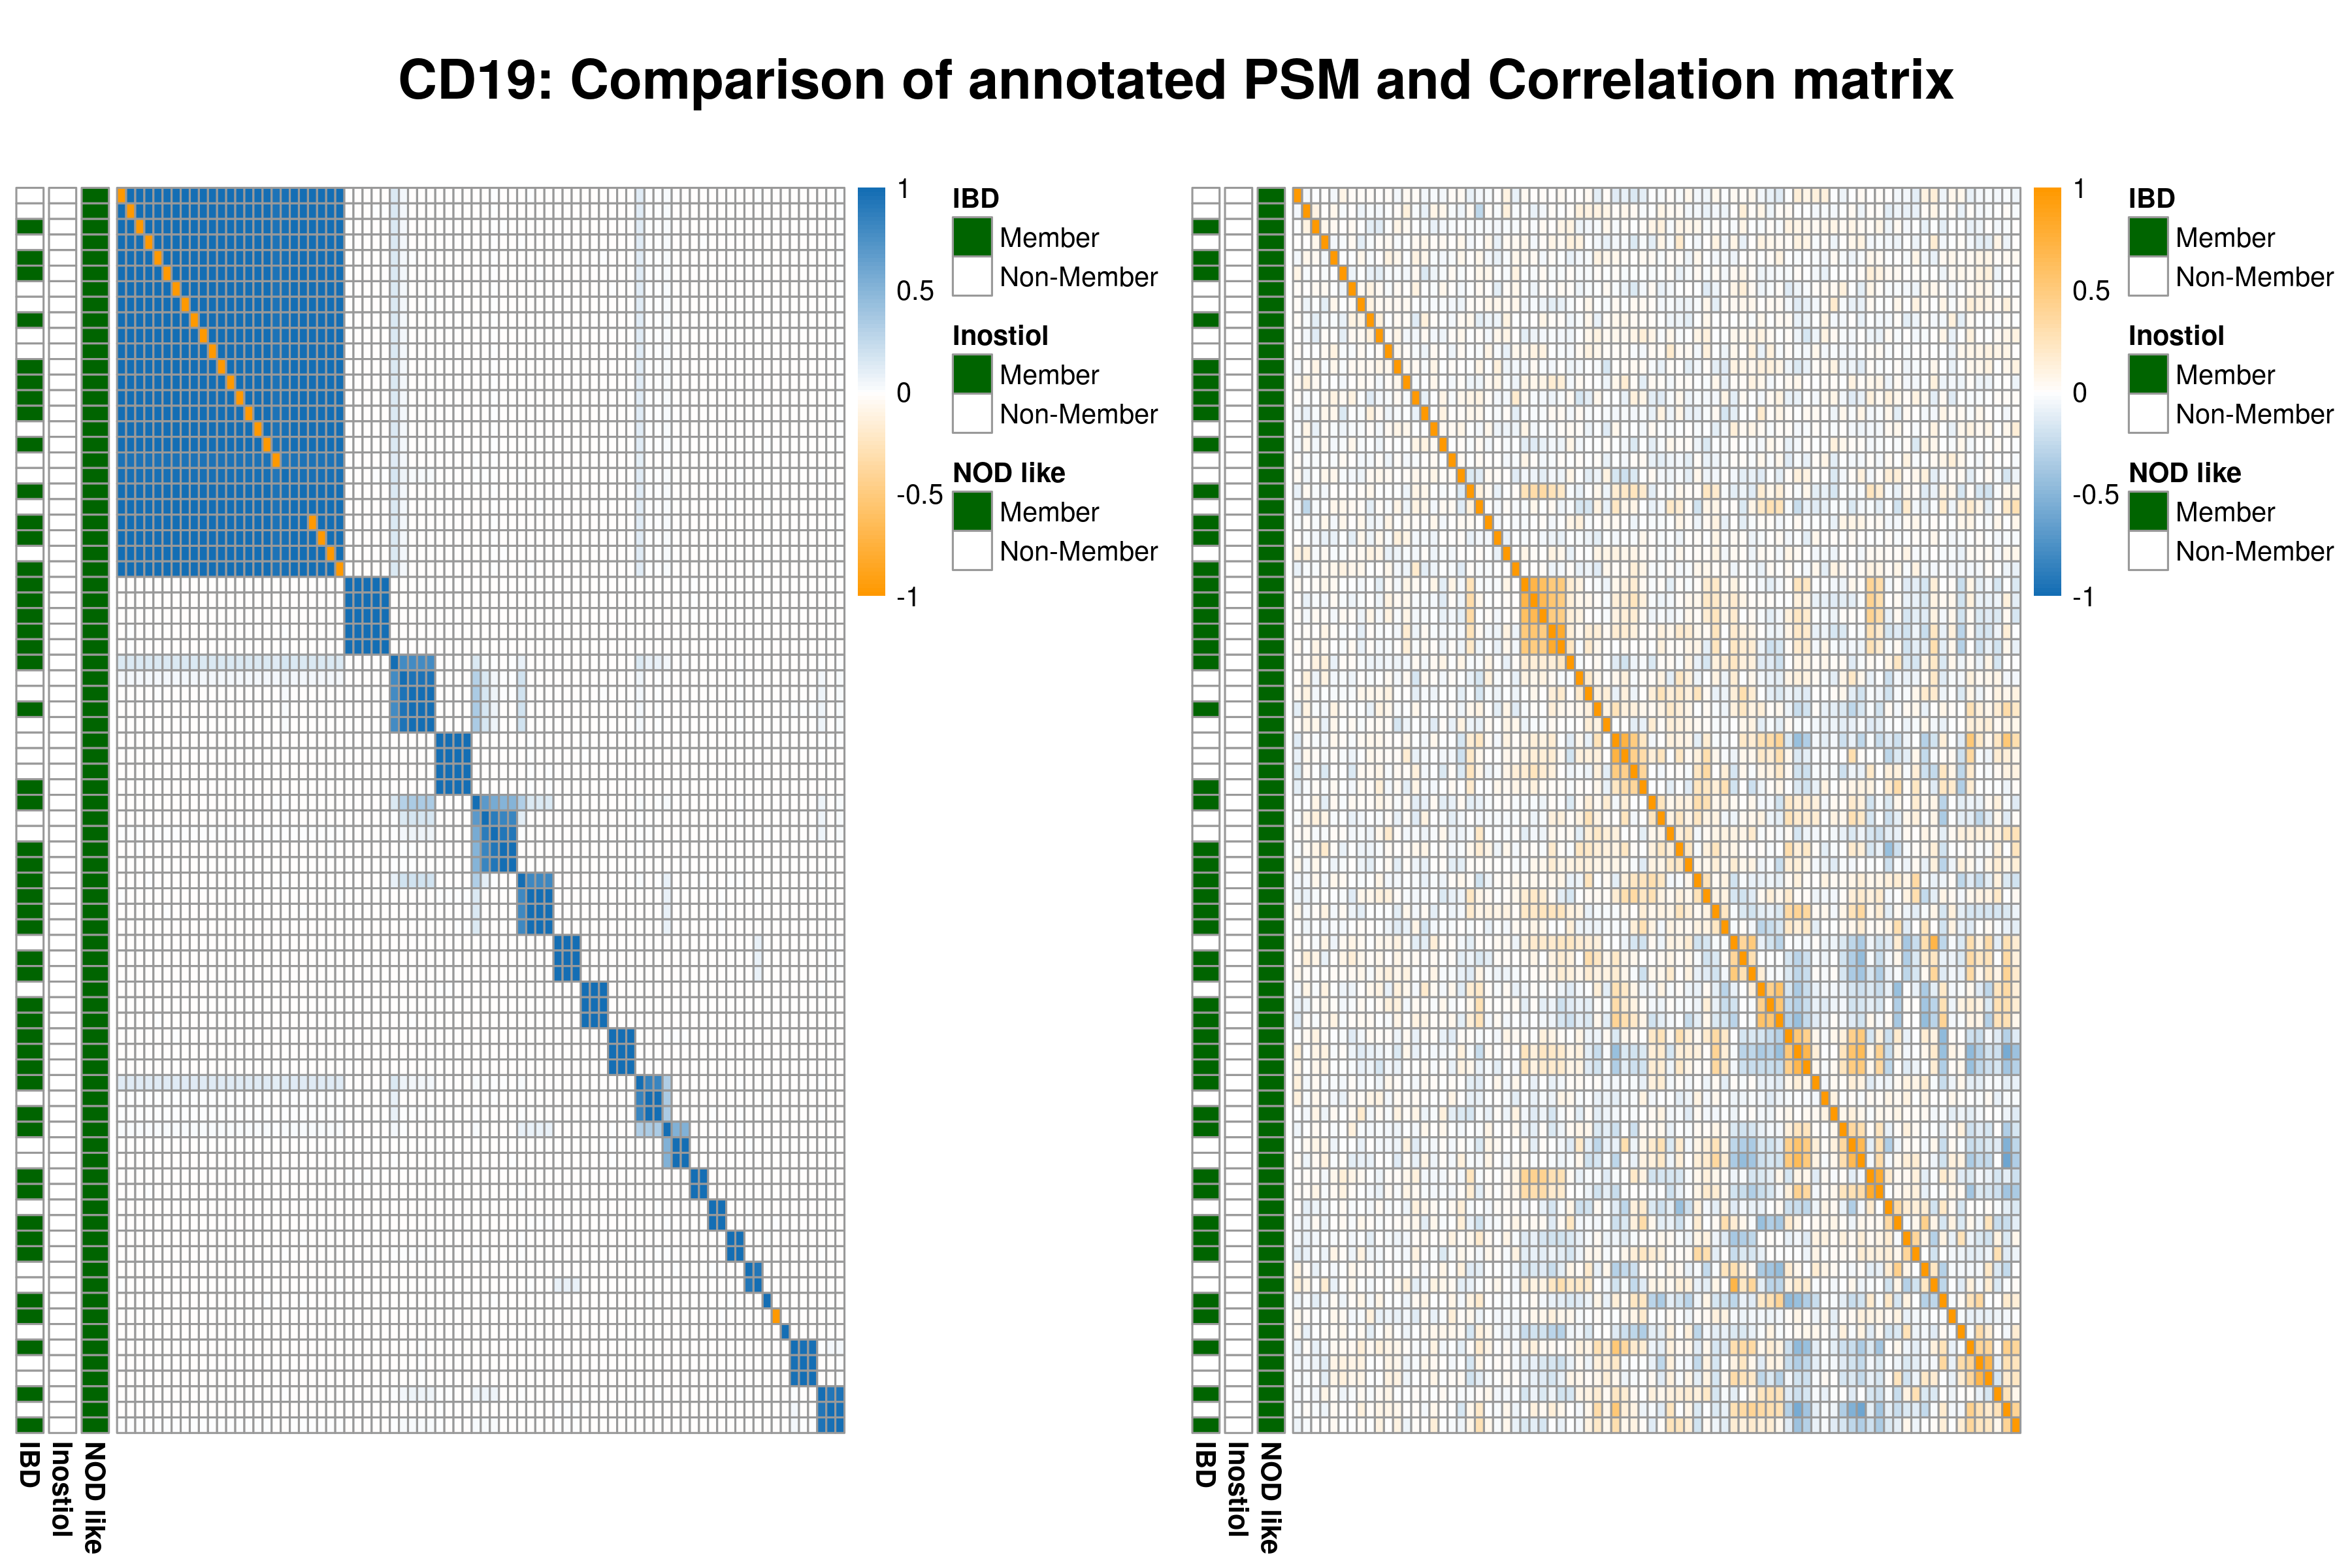 CD19: Comparison of annotated PSM and Correlation matrix
1
0.5
0
-0.5
-1
IBD
Member
Non-Member
Inostiol
Member
Non-Member
NOD like
Member
Non-Member
IBD
Inostiol
NOD like
1
0.5
0
-0.5
-1
IBD
Member
Non-Member
Inostiol
Member
Non-Member
NOD like
Member
Non-Member
IBD
Inostiol
NOD like